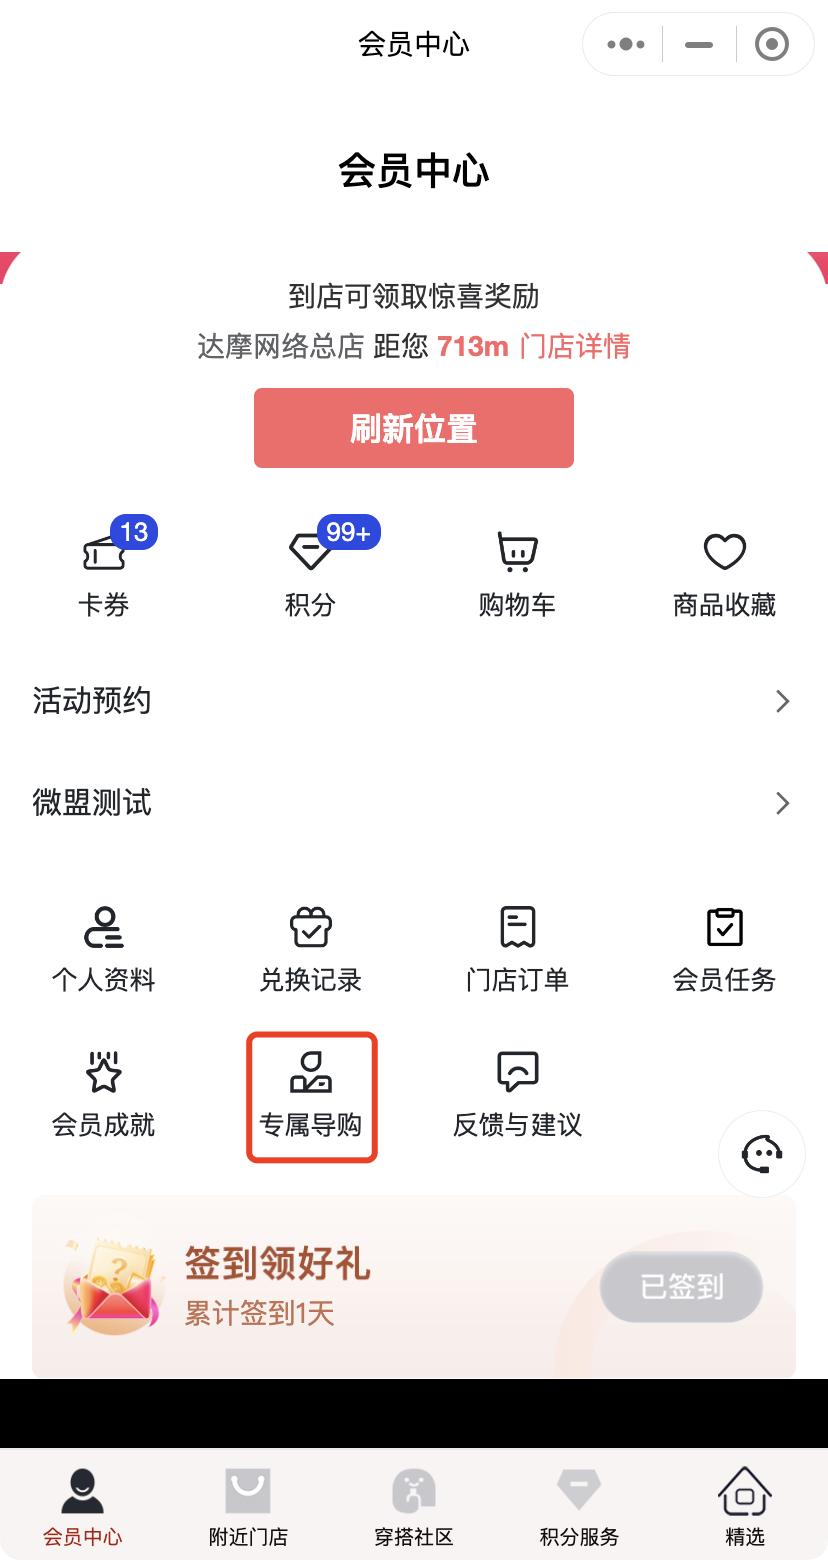 会员中心
会员中心
到店可领取惊喜奖励
达摩网络总店 距您 713m 门店详情
刷新位置
13
99+
卡券 积分 购物车 商品收藏
活动预约
微盟测试
个人资料 兑换记录 门店订单 会员任务
会员成就 专属导购 反馈与建议
?
签到领好礼
已签到
累计签到1天
会员中心 附近门店 穿搭社区 积分服务 精选